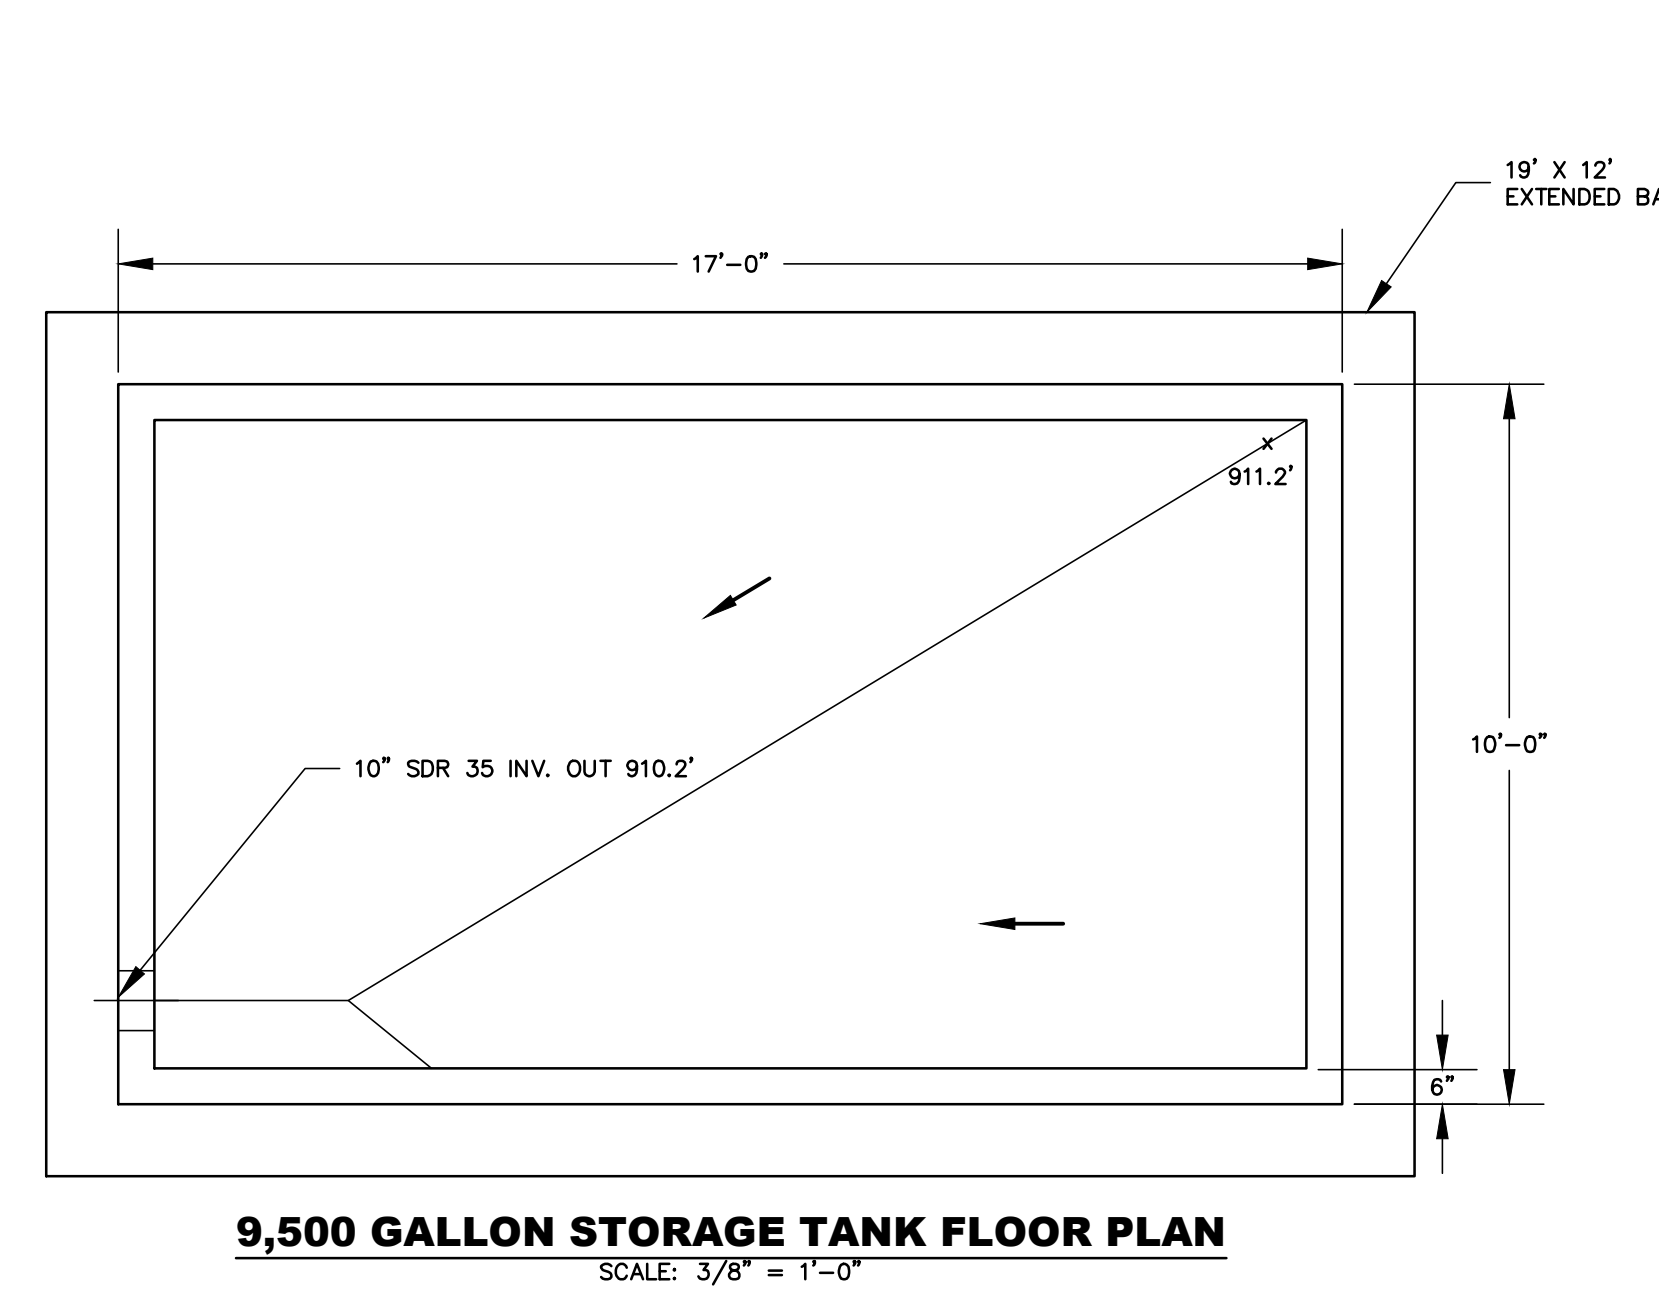 19' X 12'
EXTENDED
17'-0"
911.2'
10'-0"
10" SDR 35 INV. OUT 910.2'
6"
9,500 GALLON STORAGE TANK FLOOR PLAN
SCALE: 3/8" = 1'-0"